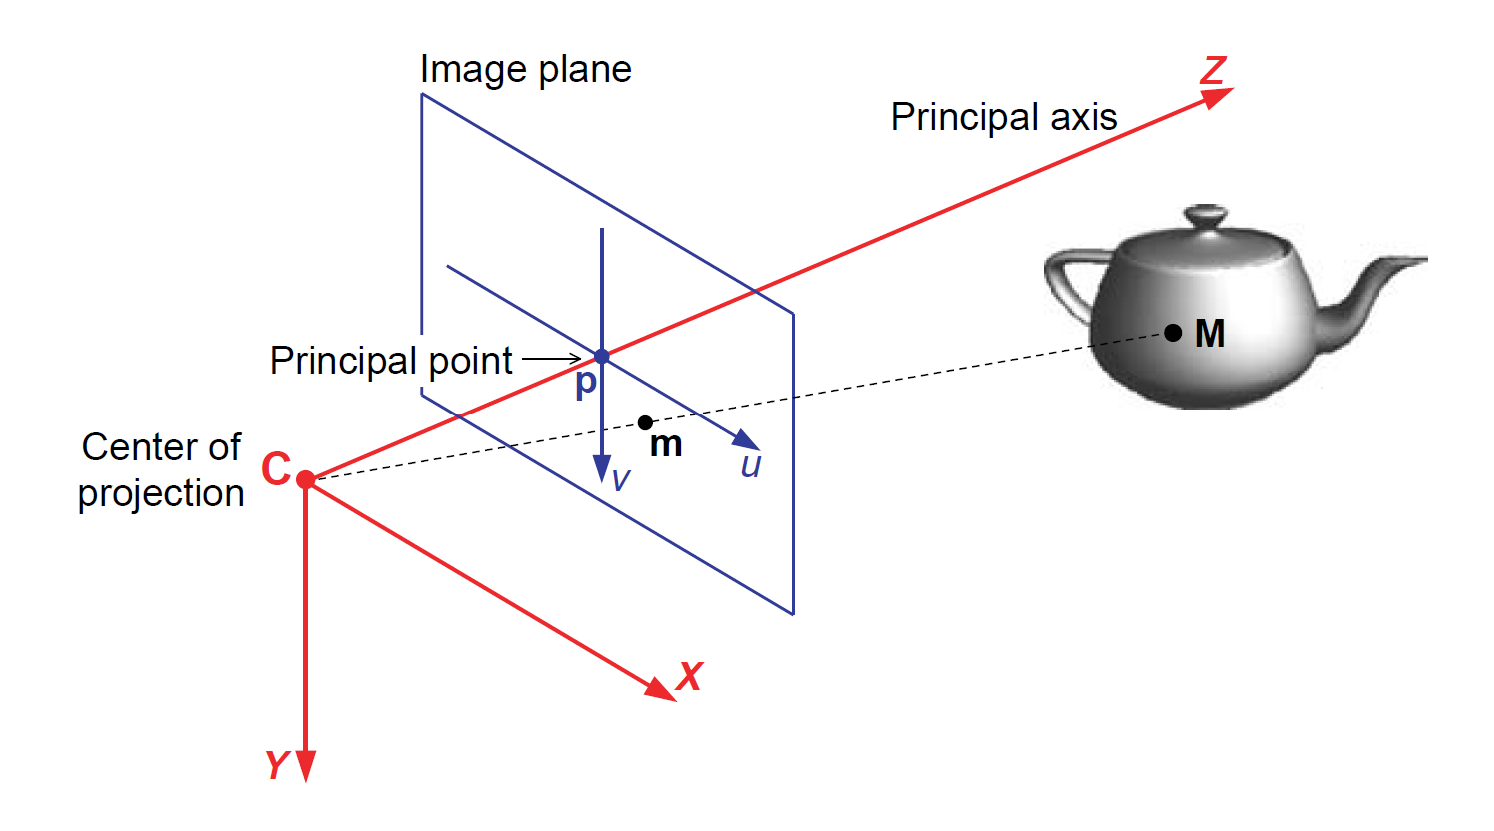 Image plane
Z
Principal axis
M
Principal point
p
m
u
v
Center of
projection
C
X
Y